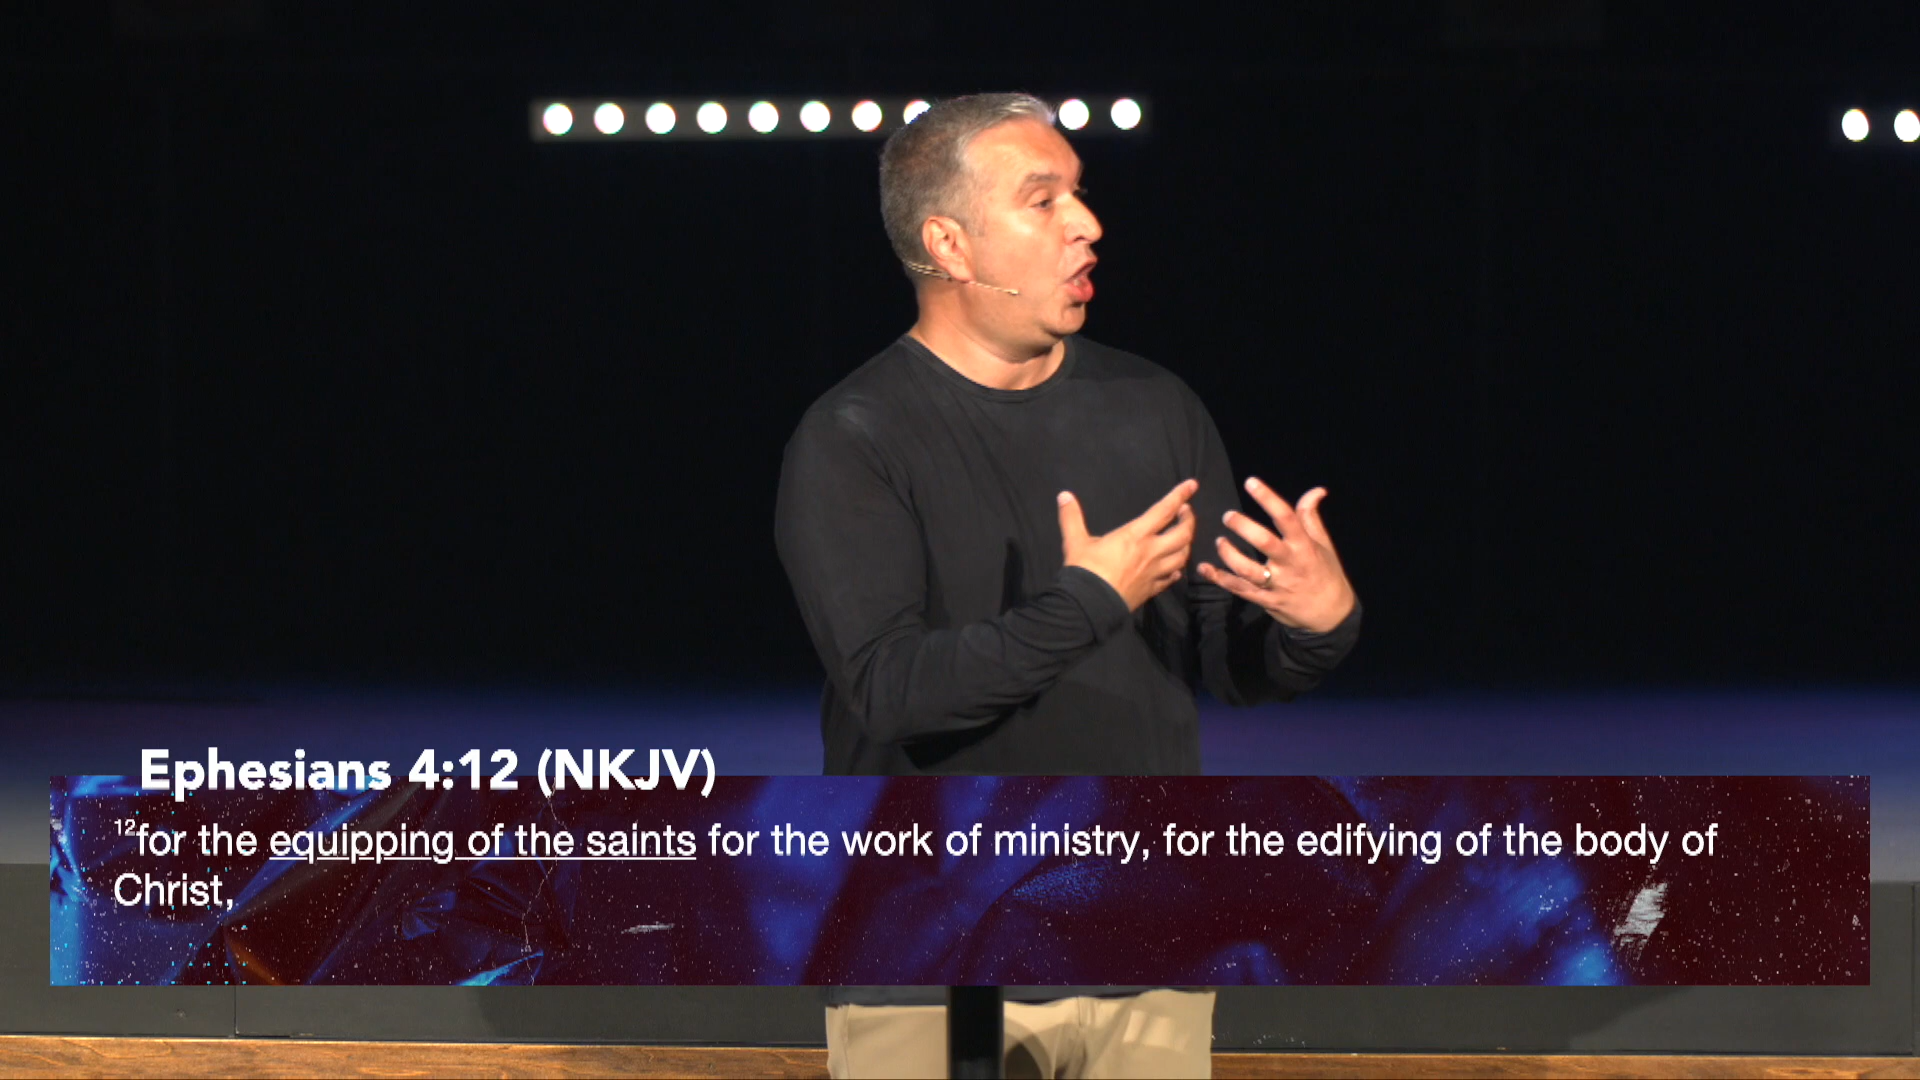 Ephesians 4:12 (NKJV)
12for the equipping of the saints for the work of ministry, for the edifying of the body of
Christ,